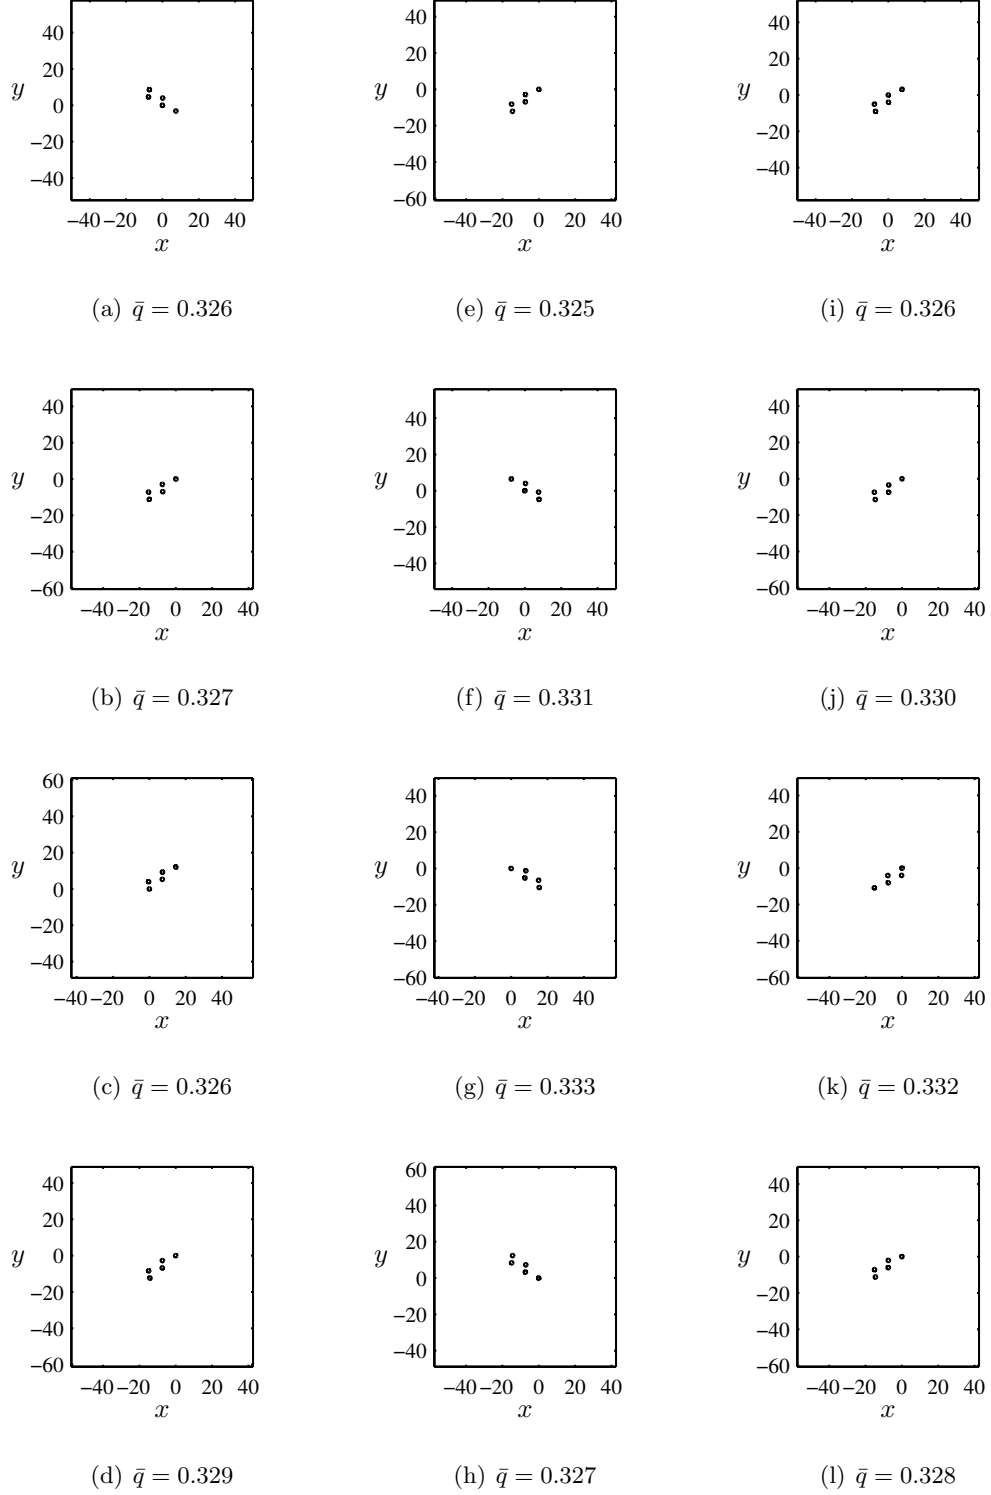 y
40
20
0
−20
−40
−40 −20 0 20 40
x
(a) q̄ = 0.326
y
40
20
0
−20
−40
−60
−40 −20 0 20 40
x
(e) q̄ = 0.325
y
40
20
0
−20
−40
−40 −20 0 20 40
x
(i) q̄ = 0.326
y
40
20
0
−20
−40
−60
−40 −20 0 20 40
x
(b) q̄ = 0.327
y
40
20
0
−20
−40
−40 −20 0 20 40
x
(f) q̄ = 0.331
y
40
20
0
−20
−40
−60
−40 −20 0 20 40
x
(j) q̄ = 0.330
y
60
40
20
0
−20
−40
−40 −20 0 20 40
x
(c) q̄ = 0.326
y
40
20
0
−20
−40
−60
−40 −20 0 20 40
x
(g) q̄ = 0.333
y
40
20
0
−20
−40
−60
−40 −20 0 20 40
x
(k) q̄ = 0.332
y
40
20
0
−20
−40
−60
−40 −20 0 20 40
x
(d) q̄ = 0.329
y
60
40
20
0
−20
−40
−40 −20 0 20 40
x
(h) q̄ = 0.327
y
40
20
0
−20
−40
−60
−40 −20 0 20 40
x
(l) q̄ = 0.328